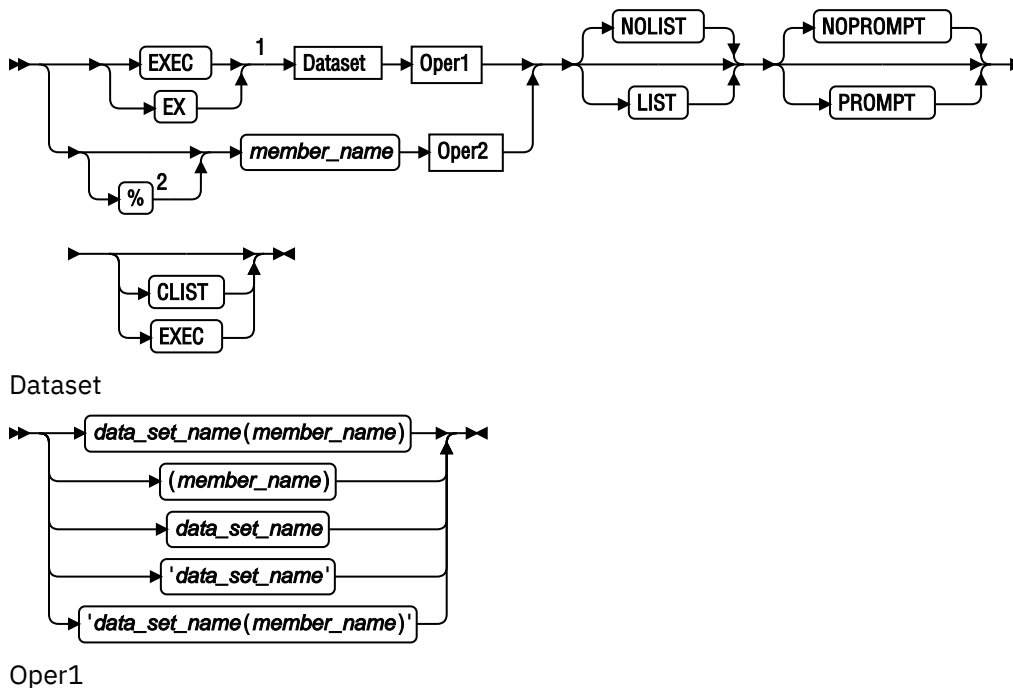 NOLIST NOPROMPT
EXEC 1 Dataset Oper1
EX LIST PROMPT
% 2 member_name Oper2
CLIST
EXEC
Dataset
data_set_name(member_name)
(member_name)
data_set_name
'data_set_name'
'data_set_name(member_name)'
Oper1